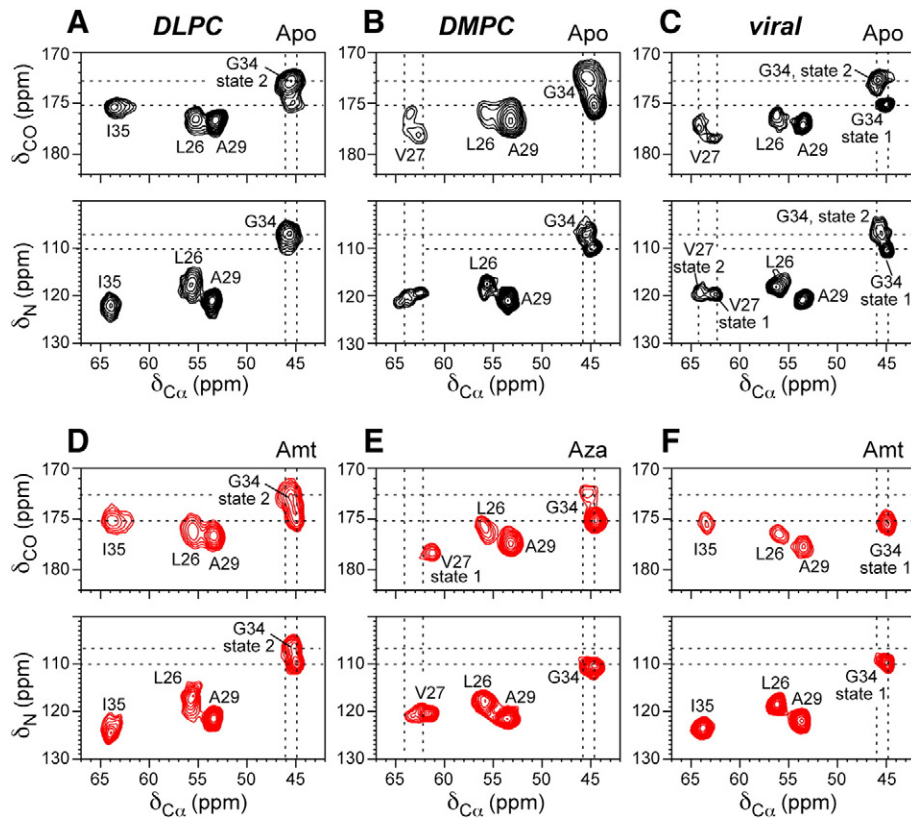 A DLPC Apo
170
175
180
δCO (ppm)
G34
state 2
I35
L26
A29
110
120
130
δN (ppm)
65 60 55 50 45
δCα (ppm)
G34
L26
I35
A29
B DMPC Apo
170
175
180
G34
V27
L26
A29
110
120
130
65 60 55 50 45
δCα (ppm)
G34
L26
A29
C viral Apo
170
175
180
G34, state 2
V27
L26
A29
G34
state 1
110
120
130
65 60 55 50 45
δCα (ppm)
G34, state 2
V27
state 2
L26
V27
state 1
A29
G34
state 1
D Amt
170
175
180
δCO (ppm)
G34
state 2
I35
L26
A29
110
120
130
δN (ppm)
65 60 55 50 45
δCα (ppm)
G34
state 2
L26
I35
A29
E Aza
170
175
180
L26
G34
V27
state 1
A29
110
120
130
65 60 55 50 45
δCα (ppm)
G34
V27
L26
A29
F Amt
170
175
180
I35
L26
A29
G34
state 1
110
120
130
65 60 55 50 45
δCα (ppm)
G34
state 1
I35
L26
A29